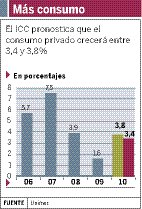 Más consumo
El ICC pronostica que el
consumo privado crecerá entre
3,4 y 3,8%
En porcentajes
8
7
6
5
4
3
2
1
0
5,7
7,5
3,9
1,6
3,8
3,4
06 07 08 09 10
FUENTE